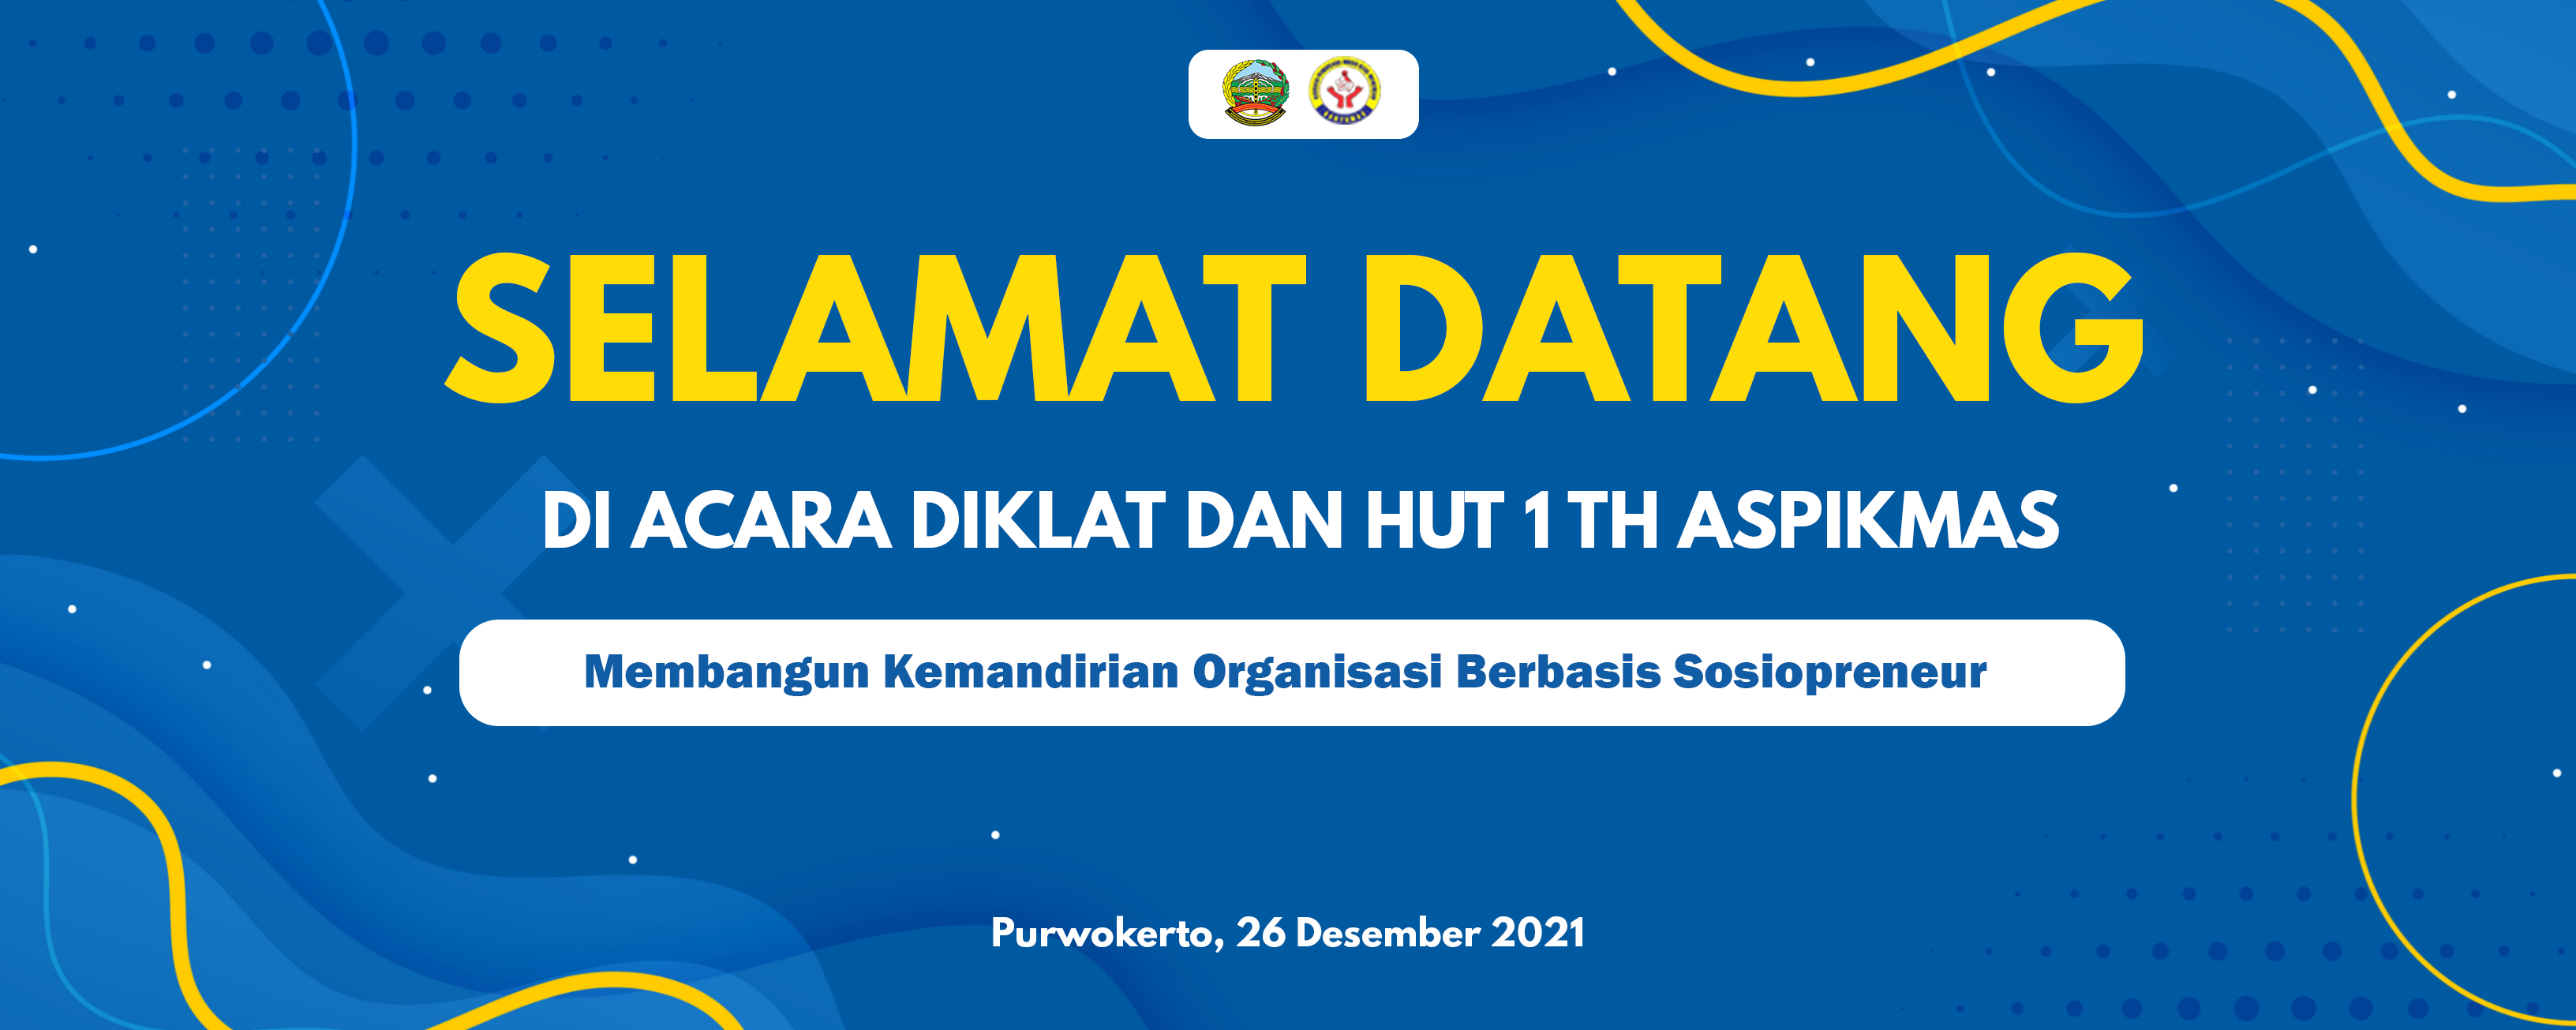 SELAMAT DATANG
DI ACARA DIKLAT DAN HUT 1 TH ASPIKMAS
Membangun Kemandirian Organisasi Berbasis Sosiopreneur
Purwokerto, 26 Desember 2021